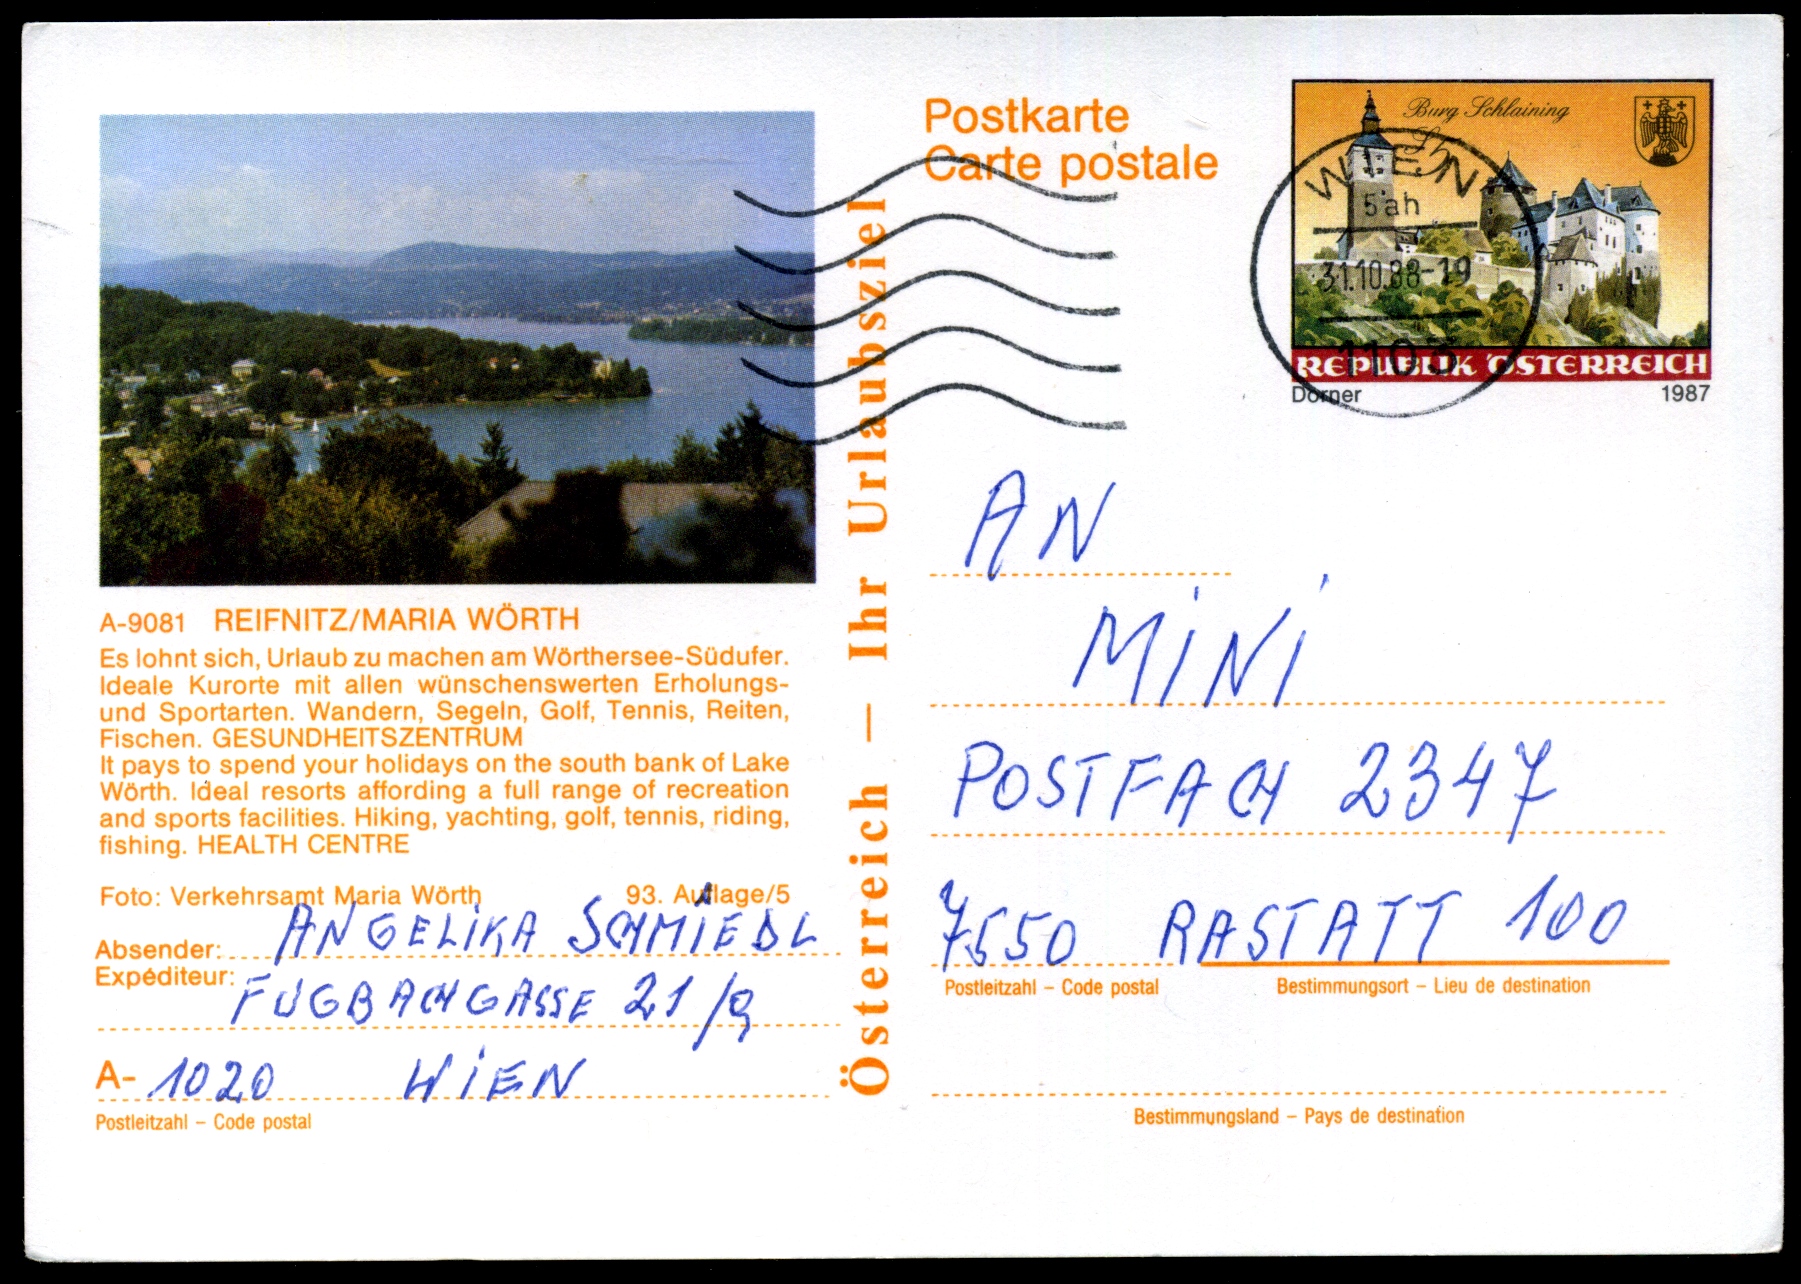 Postkarte
Carte postale
Burg Schlaining
5h
WIEN
5ah
31.10.88-19
1103
REPUBLIK ÖSTERREICH
Dorner 1987
A-9081 REIFNITZ/MARIA WÖRTH
Es lohnt sich, Urlaub zu machen am Wörthersee-Südufer.
Ideale Kurorte mit allen wünschenswerten Erholungs-
und Sportarten. Wandern, Segeln, Golf, Tennis, Reiten,
Fischen. GESUNDHEITSZENTRUM
It pays to spend your holidays on the south bank of Lake
Wörth. Ideal resorts affording a full range of recreation
and sports facilities. Hiking, yachting, golf, tennis, riding,
fishing. HEALTH CENTRE
Foto: Verkehrsamt Maria Wörth 93. Auflage/5
Absender: ANGELIKA SCHMIEDL
Expéditeur: FUGBACHGASSE 21/9
A- 1020 WIEN
Postleitzahl – Code postal
Österreich – Ihr Urlaubsziel
AN
MINI
POSTFACH 2347
7550 RASTATT 100
Postleitzahl – Code postal Bestimmungsort – Lieu de destination
Bestimmungsland – Pays de destination